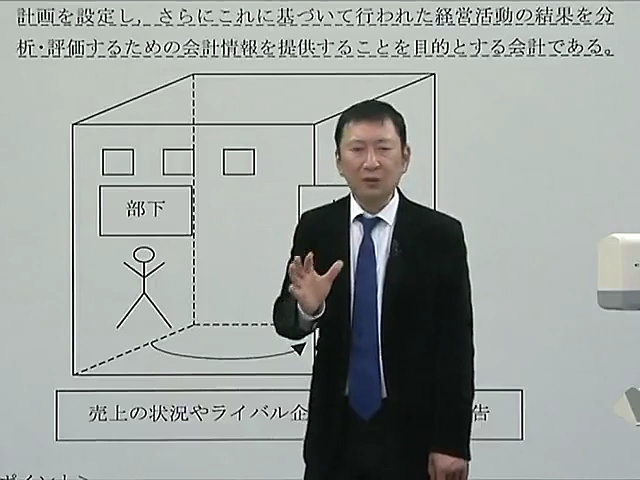 計画を設定し，さらにこれに基づいて行われた経営活動の結果を分
析・評価するための会計情報を提供することを目的とする会計である。
部下
売上の状況やライバル企
告